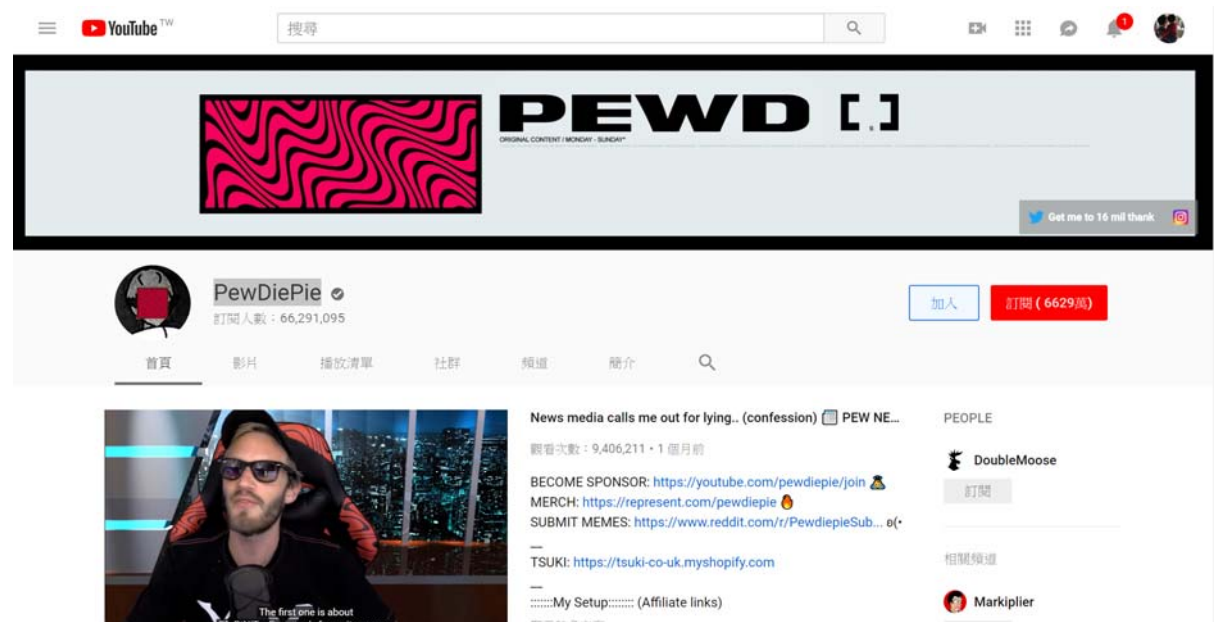 YouTube TW
搜尋
1
PEWD [.]
ORIGINAL CONTENT / MONDAY - SUNDAY*
Get me to 16 mil thank
PewDiePie
訂閱人數：66,291,095
加入
訂閱 ( 6629萬)
首頁 影片 播放清單 社群 頻道 簡介
News media calls me out for lying.. (confession) 📰 PEW NE...
觀看次數：9,406,211 • 1 個月前
BECOME SPONSOR: https://youtube.com/pewdiepie/join
MERCH: https://represent.com/pewdiepie 🔥
SUBMIT MEMES: https://www.reddit.com/r/PewdiepieSub... ʚ(•
__
TSUKI: https://tsuki-co-uk.myshopify.com
__
:::::::My Setup:::::::: (Affiliate links)
The first one is about
PEOPLE
DoubleMoose
訂閱
相關頻道
Markiplier